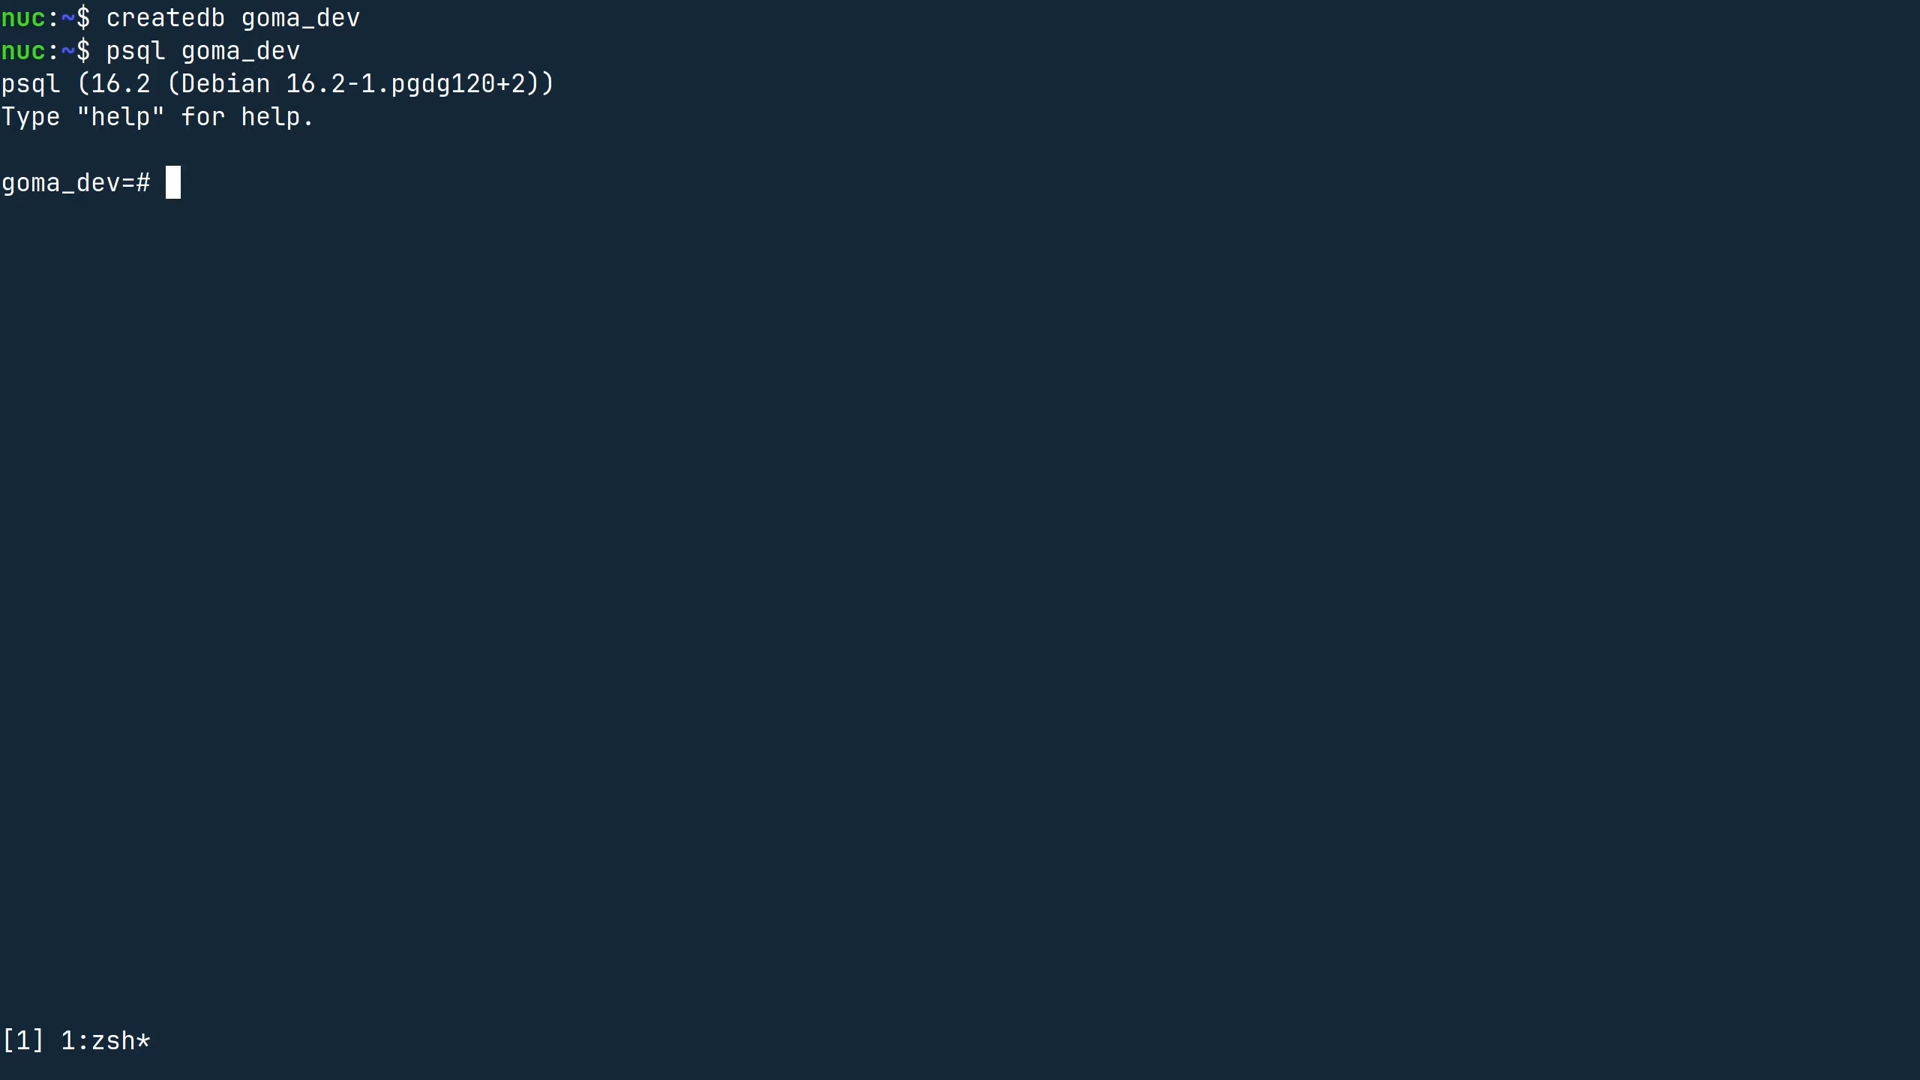 nuc:~$ createdb goma_dev
nuc:~$ psql goma_dev
psql (16.2 (Debian 16.2-1.pgdg120+2))
Type "help" for help.
goma_dev=#
[1] 1:zsh*